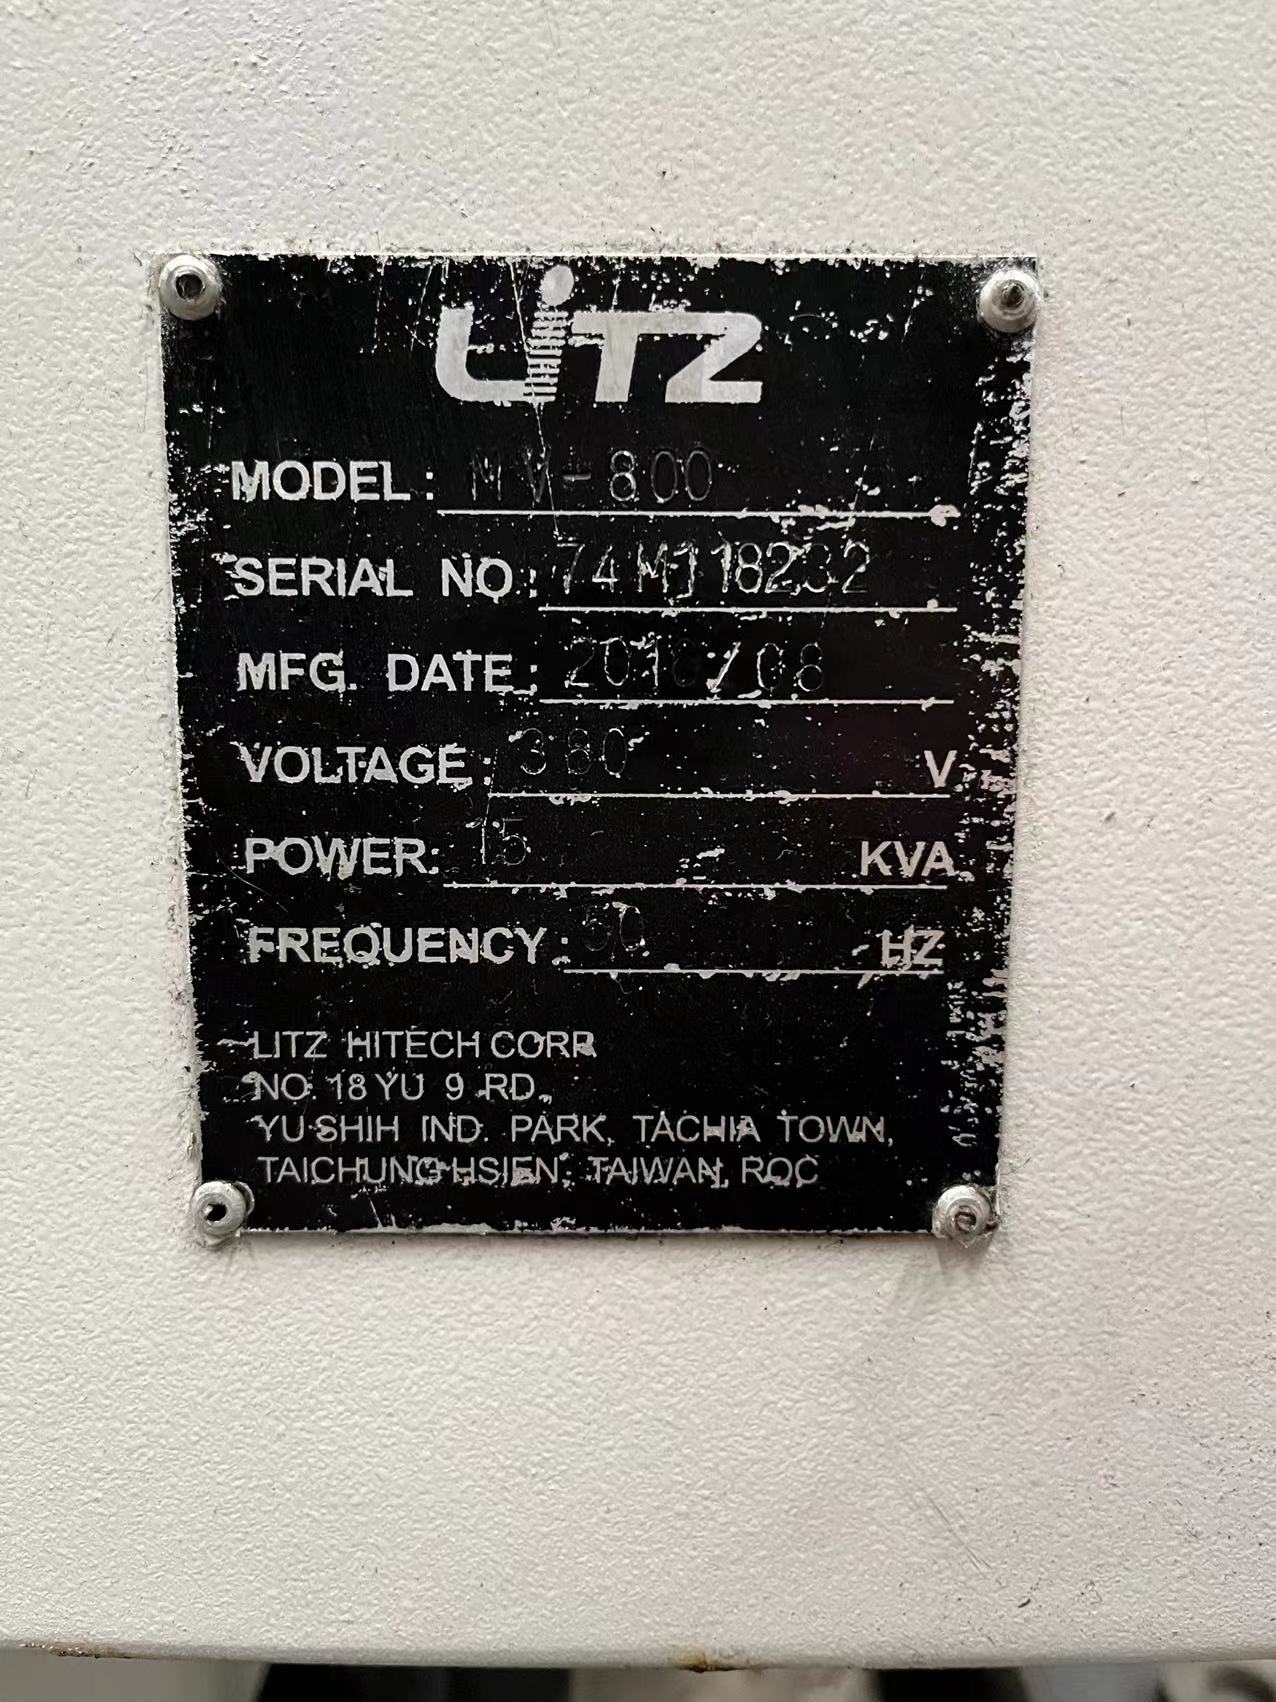 LiTZ
MODEL: MV-800
SERIAL NO: 
MFG. DATE: 
VOLTAGE: 380 V
POWER: 15 KVA
FREQUENCY: 50 HZ
LITZ HITECH CORP
NO. 18 YU 9 RD.,
YU SHIH IND. PARK, TACHIA TOWN,
TAICHUNG HSIEN, TAIWAN, ROC